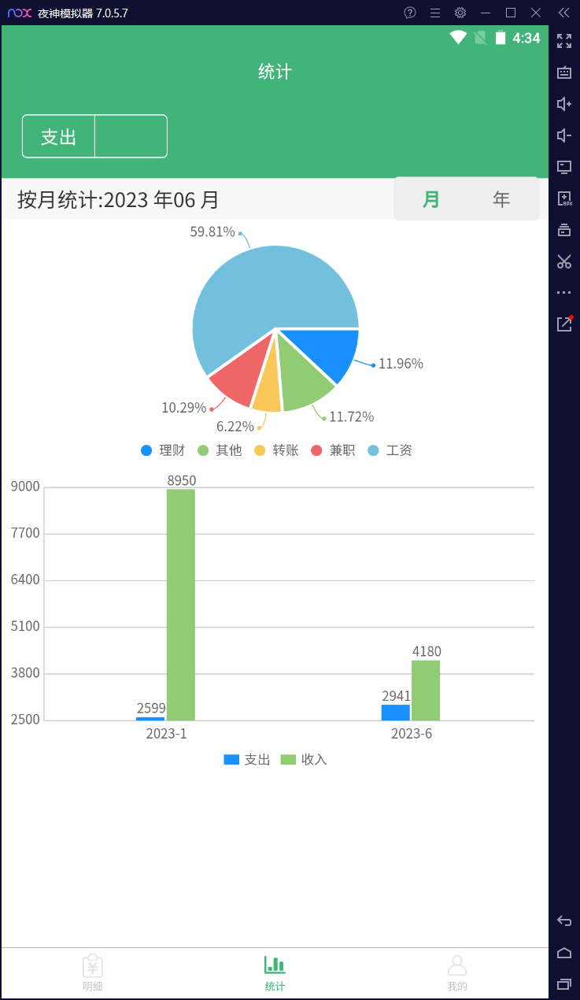 nox 夜神模拟器 7.0.5.7
4:34
统计
支出
按月统计:2023 年06 月
月 年
59.81%
11.96%
10.29%
11.72%
6.22%
理财 其他 转账 兼职 工资
9000
8950
7700
6400
5100
4180
3800
2941
2599
2500
2023-1 2023-6
支出 收入
明细 统计 我的
APK